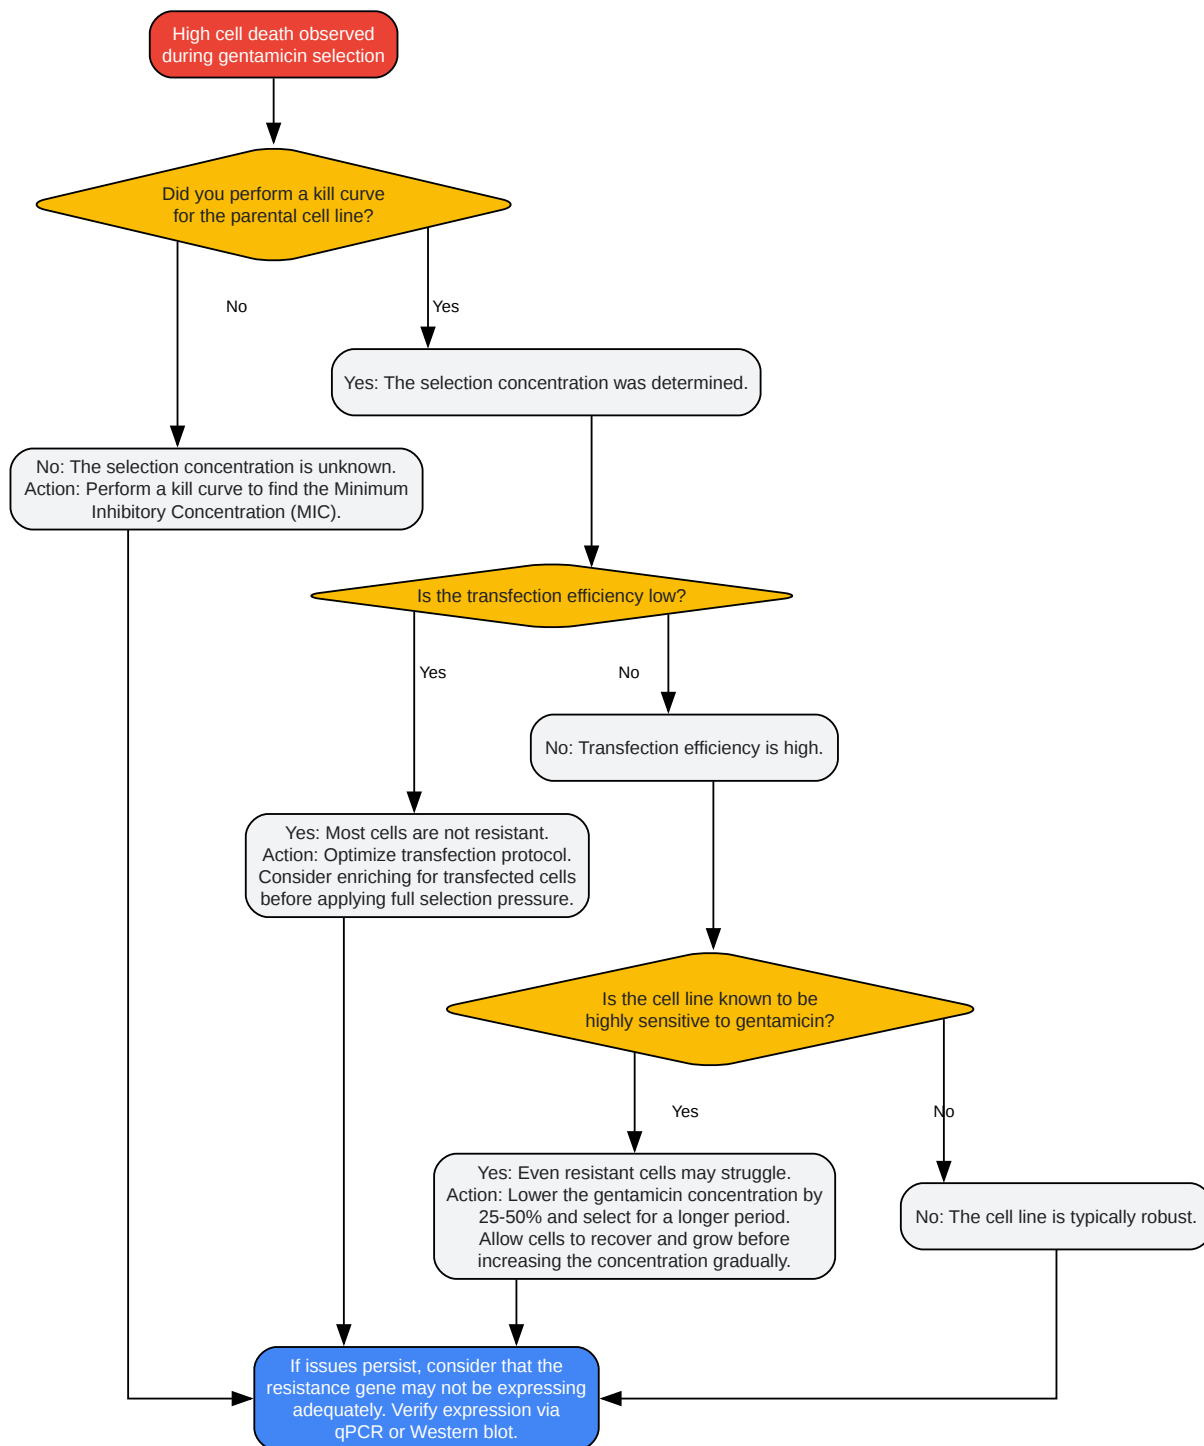 High cell death observed
during gentamicin selection
Did you perform a kill curve
for the parental cell line?
No
Yes
Yes: The selection concentration was determined.
No: The selection concentration is unknown.
Action: Perform a kill curve to find the Minimum
Inhibitory Concentration (MIC).
Is the transfection efficiency low?
Yes
No
No: Transfection efficiency is high.
Yes: Most cells are not resistant.
Action: Optimize transfection protocol.
Consider enriching for transfected cells
before applying full selection pressure.
Is the cell line known to be
highly sensitive to gentamicin?
Yes
No
Yes: Even resistant cells may struggle.
Action: Lower the gentamicin concentration by
25-50% and select for a longer period.
Allow cells to recover and grow before
increasing the concentration gradually.
No: The cell line is typically robust.
If issues persist, consider that the
resistance gene may not be expressing
adequately. Verify expression via
qPCR or Western blot.